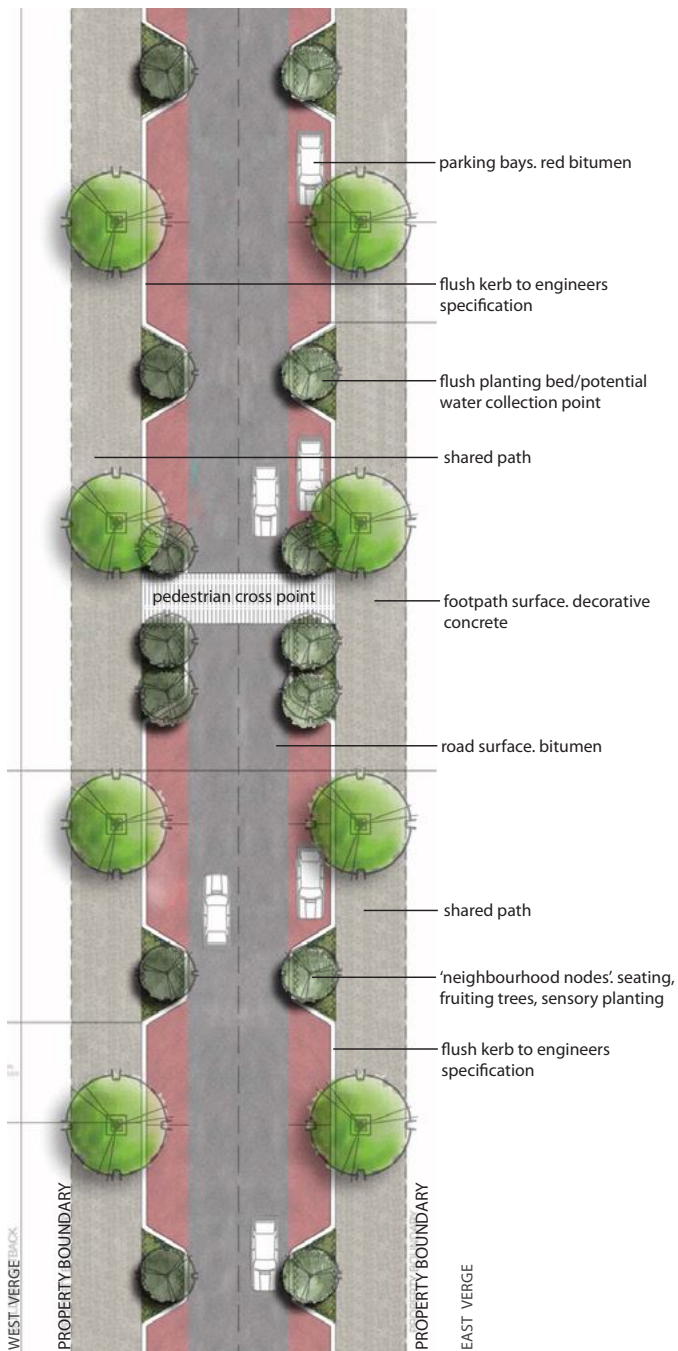 parking bays. red bitumen
flush kerb to engineers
specification
flush planting bed/potential
water collection point
shared path
pedestrian cross point
footpath surface. decorative
concrete
road surface. bitumen
shared path
'neighbourhood nodes'. seating,
fruiting trees, sensory planting
flush kerb to engineers
specification
WEST VERGE
BACK
PROPERTY BOUNDARY
PROPERTY BOUNDARY
EAST VERGE